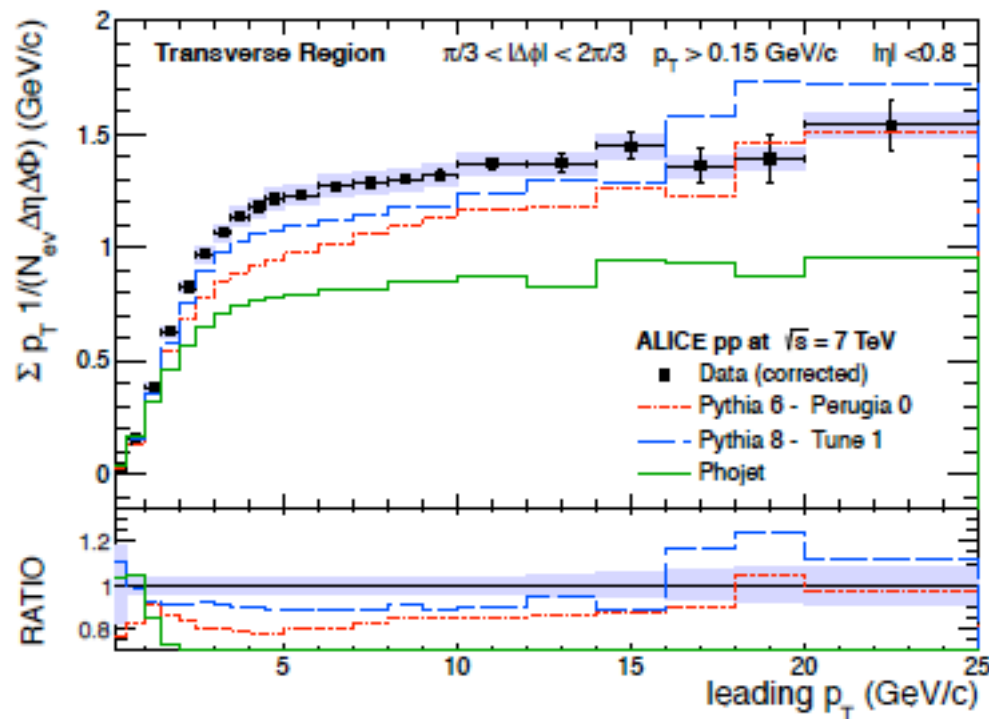 Σ p_T 1/(N_ev ΔηΔΦ) (GeV/c)
2
1.5
1
0.5
0
Transverse Region π/3 < |Δϕ| < 2π/3 p_T > 0.15 GeV/c |η| <0.8
ALICE pp at √s = 7 TeV
Data (corrected)
Pythia 6 - Perugia 0
Pythia 8 - Tune 1
Phojet
RATIO
1.2
1
0.8
5 10 15 20 25
leading p_T (GeV/c)